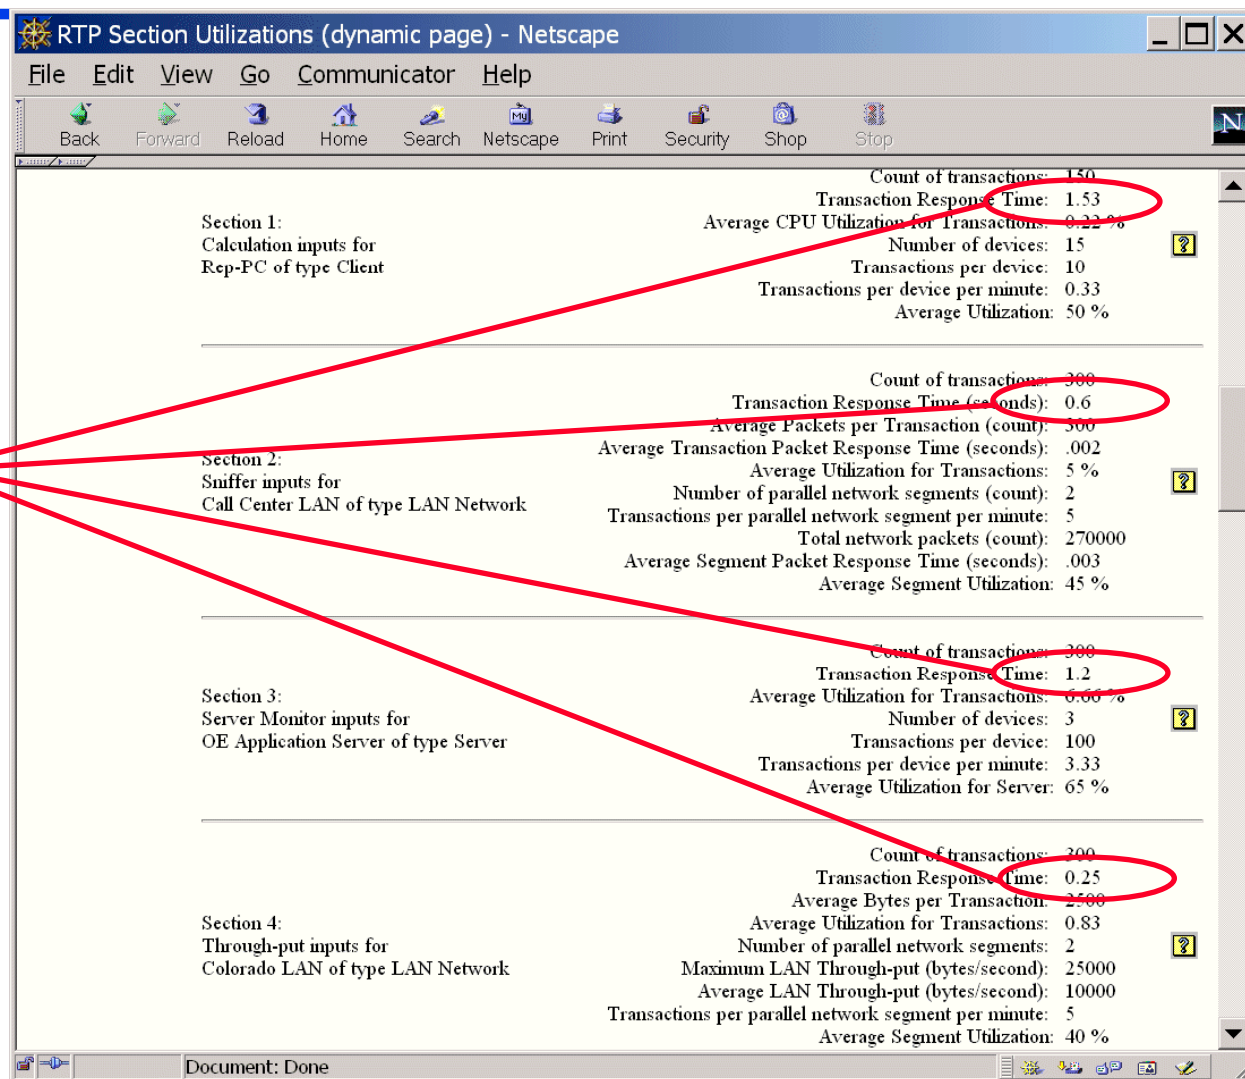 RTP Section Utilizations (dynamic page) - Netscape
File Edit View Go Communicator Help
Back Forward Reload Home Search Netscape Print Security Shop Stop
My
N
Count of transactions: 150
Transaction Response Time: 1.53
Average CPU Utilization for Transactions: 0.22 %
Section 1:
Calculation inputs for
Rep-PC of type Client
Number of devices: 15
Transactions per device: 10
Transactions per device per minute: 0.33
Average Utilization: 50 %
Count of transactions: 300
Transaction Response Time (seconds): 0.6
Average Packets per Transaction (count): 300
Average Transaction Packet Response Time (seconds): .002
Section 2:
Sniffer inputs for
Call Center LAN of type LAN Network
Average Utilization for Transactions: 5 %
Number of parallel network segments (count): 2
Transactions per parallel network segment per minute: 5
Total network packets (count): 270000
Average Segment Packet Response Time (seconds): .003
Average Segment Utilization: 45 %
Count of transactions: 300
Transaction Response Time: 1.2
Average Utilization for Transactions: 6.66 %
Section 3:
Server Monitor inputs for
OE Application Server of type Server
Number of devices: 3
Transactions per device: 100
Transactions per device per minute: 3.33
Average Utilization for Server: 65 %
Count of transactions: 300
Transaction Response Time: 0.25
Average Bytes per Transaction: 2500
Average Utilization for Transactions: 0.83
Section 4:
Through-put inputs for
Colorado LAN of type LAN Network
Number of parallel network segments: 2
Maximum LAN Through-put (bytes/second): 25000
Average LAN Through-put (bytes/second): 10000
Transactions per parallel network segment per minute: 5
Average Segment Utilization: 40 %
Document: Done